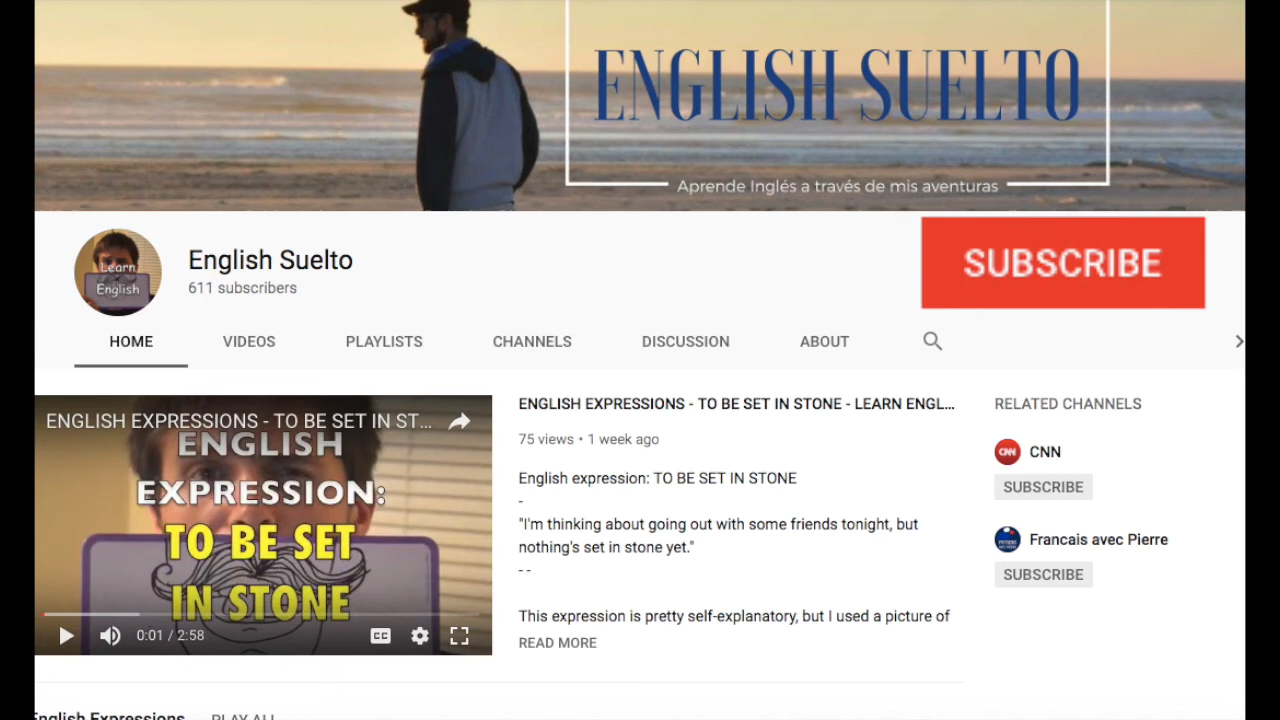 ENGLISH SUELTO
Aprende Inglés a través de mis aventuras
Learn
English
English Suelto
611 subscribers
SUBSCRIBE
HOME
VIDEOS
PLAYLISTS
CHANNELS
DISCUSSION
ABOUT
ENGLISH EXPRESSIONS - TO BE SET IN ST...
ENGLISH
EXPRESSION:
TO BE SET
IN STONE
0:01 / 2:58
CC
ENGLISH EXPRESSIONS - TO BE SET IN STONE - LEARN ENGL...
75 views • 1 week ago
English expression: TO BE SET IN STONE
-
"I'm thinking about going out with some friends tonight, but
nothing's set in stone yet."
- -
This expression is pretty self-explanatory, but I used a picture of
READ MORE
RELATED CHANNELS
CNN
CNN
SUBSCRIBE
Francais avec Pierre
SUBSCRIBE
English Expressions
PLAY ALL